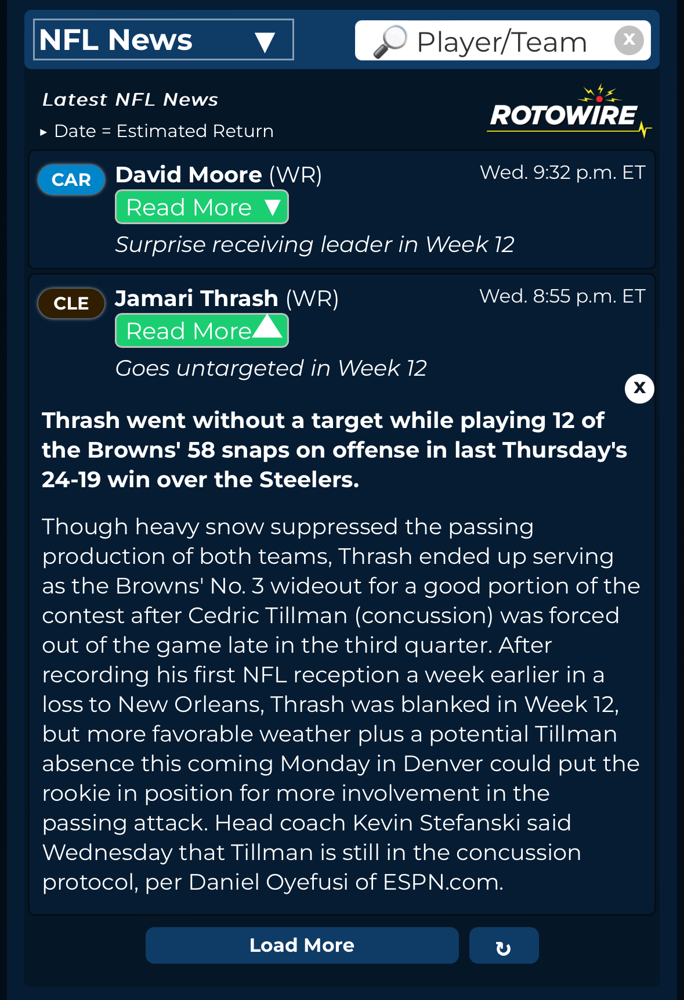 NFL News ▼
Player/Team x
Latest NFL News
▸ Date = Estimated Return
ROTOWIRE
CAR
David Moore (WR)
Wed. 9:32 p.m. ET
Read More ▼
Surprise receiving leader in Week 12
CLE
Jamari Thrash (WR)
Wed. 8:55 p.m. ET
Read More ▲
Goes untargeted in Week 12
x
Thrash went without a target while playing 12 of
the Browns' 58 snaps on offense in last Thursday's
24-19 win over the Steelers.
Though heavy snow suppressed the passing
production of both teams, Thrash ended up serving
as the Browns' No. 3 wideout for a good portion of the
contest after Cedric Tillman (concussion) was forced
out of the game late in the third quarter. After
recording his first NFL reception a week earlier in a
loss to New Orleans, Thrash was blanked in Week 12,
but more favorable weather plus a potential Tillman
absence this coming Monday in Denver could put the
rookie in position for more involvement in the
passing attack. Head coach Kevin Stefanski said
Wednesday that Tillman is still in the concussion
protocol, per Daniel Oyefusi of ESPN.com.
Load More ↻